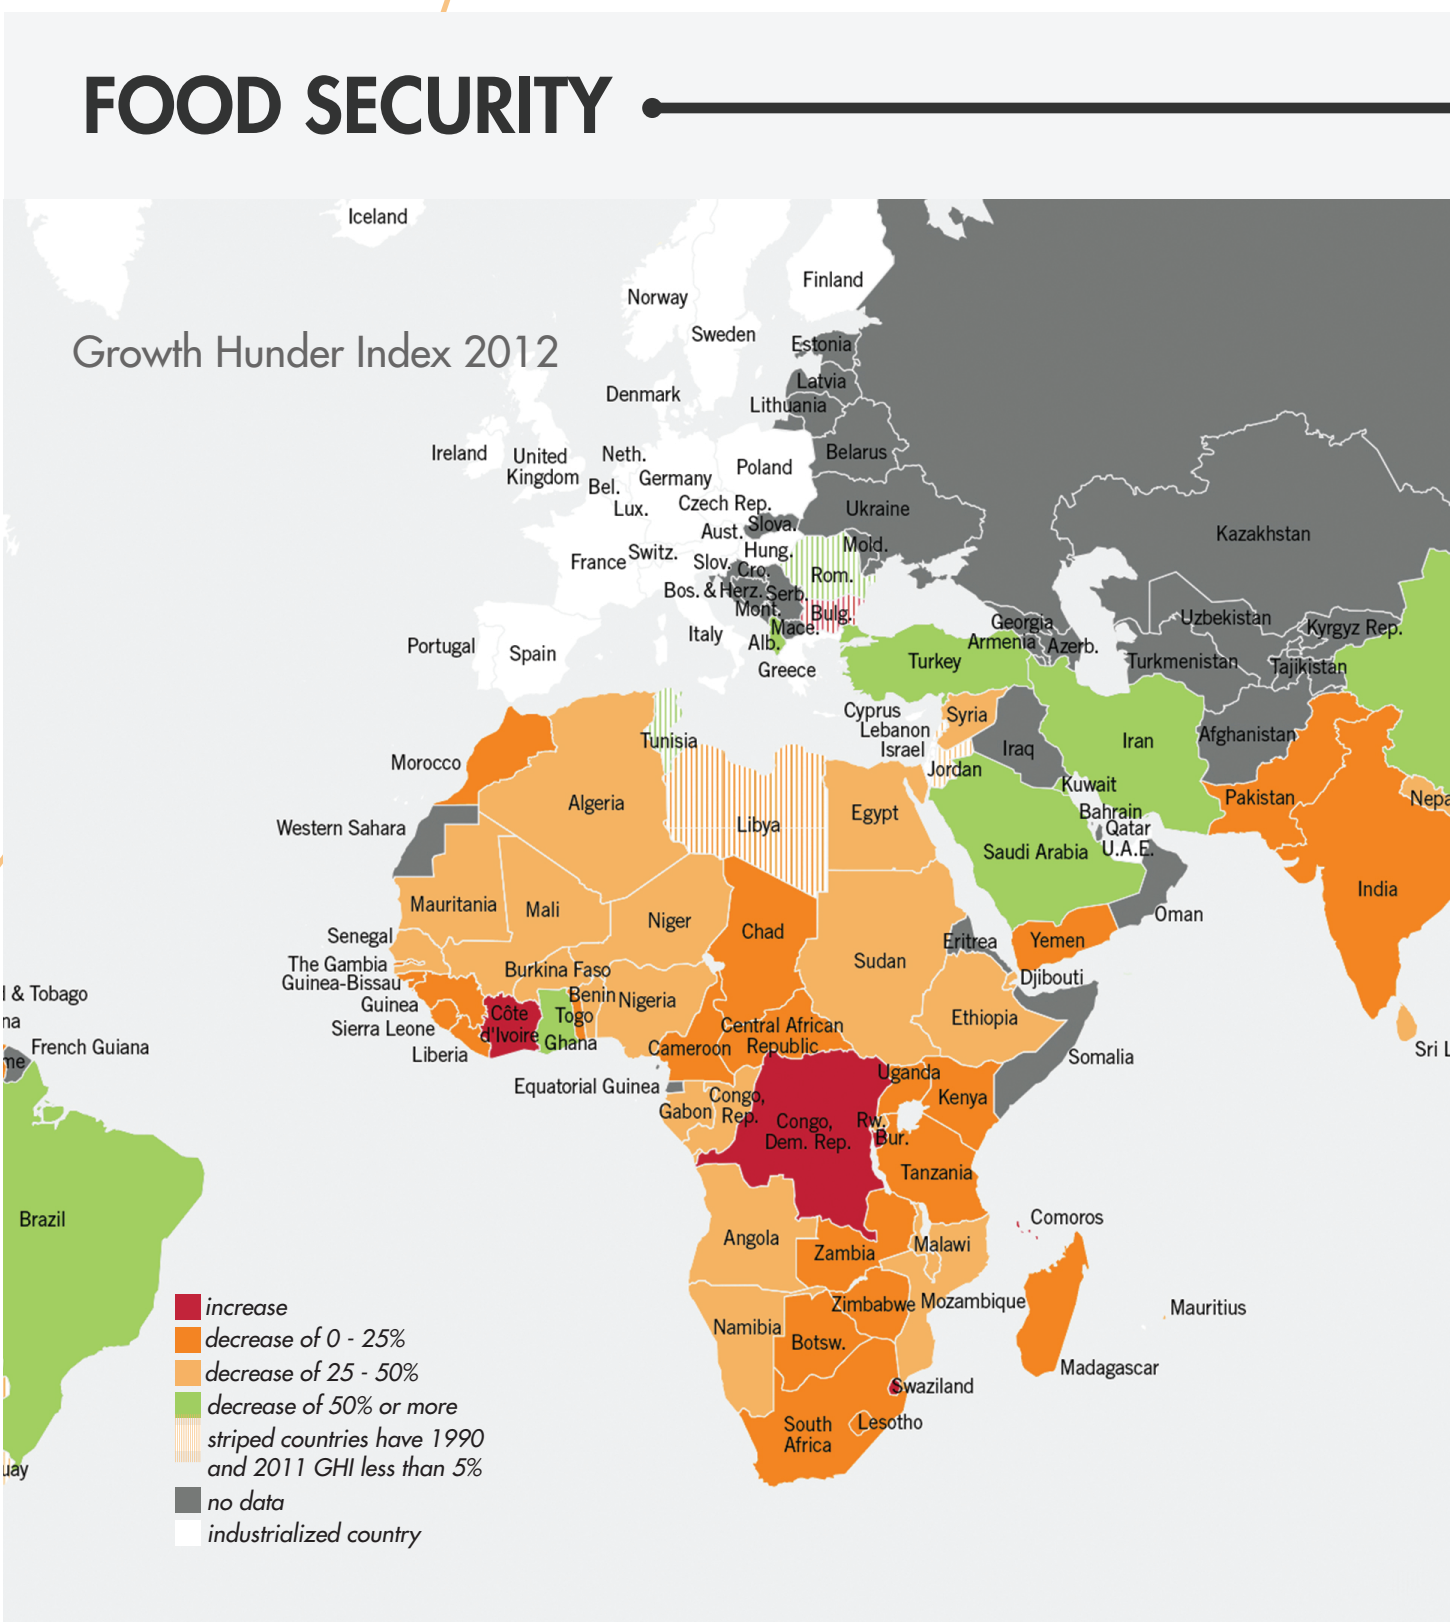 FOOD SECURITY
Iceland
Finland
Norway
Sweden
Estonia
Growth Hunder Index 2012
Latvia
Denmark
Lithuania
Ireland
United
Kingdom
Neth.
Belarus
Poland
Germany
Bel.
Czech Rep.
Lux.
Ukraine
Slova.
Aust.
Kazakhstan
Mold.
Hung.
Switz.
France
Slov.
Cro.
Rom.
Bos. & Herz.
Serb.
Mont.
Bulg.
Uzbekistan
Georgia
Mace.
Kyrgyz Rep.
Italy
Armenia
Alb.
Azerb.
Portugal
Spain
Turkey
Turkmenistan
Tajikistan
Greece
Cyprus
Syria
Lebanon
Afghanistan
Tunisia
Israel
Iraq
Iran
Morocco
Jordan
Kuwait
Pakistan
Nepa
Algeria
Egypt
Bahrain
Libya
Western Sahara
Qatar
U.A.E.
Saudi Arabia
India
Mauritania
Mali
Oman
Niger
Chad
Senegal
Eritrea
Yemen
The Gambia
Sudan
Burkina Faso
Djibouti
Guinea-Bissau
l & Tobago
Benin
Nigeria
Guinea
Côte
d'Ivoire
Togo
Ethiopia
na
Sierra Leone
Central African
Republic
Ghana
French Guiana
Liberia
Cameroon
Sri L
me
Somalia
Uganda
Equatorial Guinea
Congo,
Rep.
Kenya
Gabon
Congo,
Dem. Rep.
Rw.
Bur.
Tanzania
Brazil
Comoros
Angola
Malawi
Zambia
increase
Zimbabwe
Mozambique
Mauritius
Namibia
decrease of 0 - 25%
Botsw.
Madagascar
decrease of 25 - 50%
Swaziland
decrease of 50% or more
South
Africa
Lesotho
striped countries have 1990
and 2011 GHI less than 5%
uay
no data
industrialized country